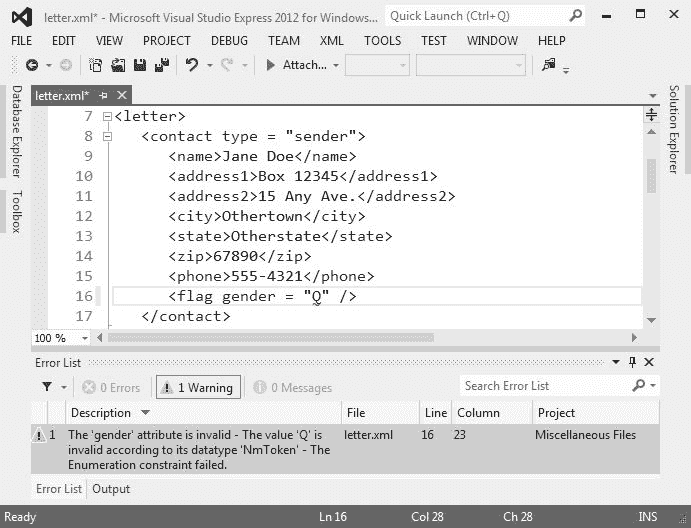 letter.xml* - Microsoft Visual Studio Express 2012 for Windows... Quick Launch (Ctrl+Q)
FILE EDIT VIEW PROJECT DEBUG TEAM XML TOOLS TEST WINDOW HELP
Attach...
Database Explorer
Toolbox
Solution Explorer
letter.xml*
7 <letter>
8 <contact type = "sender">
9 <name>Jane Doe</name>
10 <address1>Box 12345</address1>
11 <address2>15 Any Ave.</address2>
12 <city>Othertown</city>
13 <state>Otherstate</state>
14 <zip>67890</zip>
15 <phone>555-4321</phone>
16 <flag gender = "Q" />
17 </contact>
100 %
Error List
0 Errors 1 Warning 0 Messages Search Error List
Description File Line Column Project
1 The 'gender' attribute is invalid - The value 'Q' is letter.xml 16 23 Miscellaneous Files
invalid according to its datatype 'NmToken' - The
Enumeration constraint failed.
Error List Output
Ready Ln 16 Col 28 Ch 28 INS